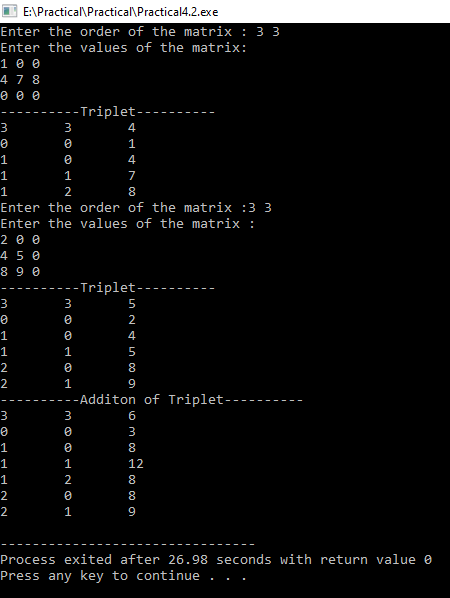 E:\Practical\Practical\Practical4.2.exe
Enter the order of the matrix : 3 3
Enter the values of the matrix:
1 0 0
4 7 8
0 0 0
----------Triplet----------
3       3       4
0       0       1
1       0       4
1       1       7
1       2       8
Enter the order of the matrix :3 3
Enter the values of the matrix :
2 0 0
4 5 0
8 9 0
----------Triplet----------
3       3       5
0       0       2
1       0       4
1       1       5
2       0       8
2       1       9
----------Additon of Triplet----------
3       3       6
0       0       3
1       0       8
1       1       12
1       2       8
2       0       8
2       1       9
--------------------------------
Process exited after 26.98 seconds with return value 0
Press any key to continue . . .